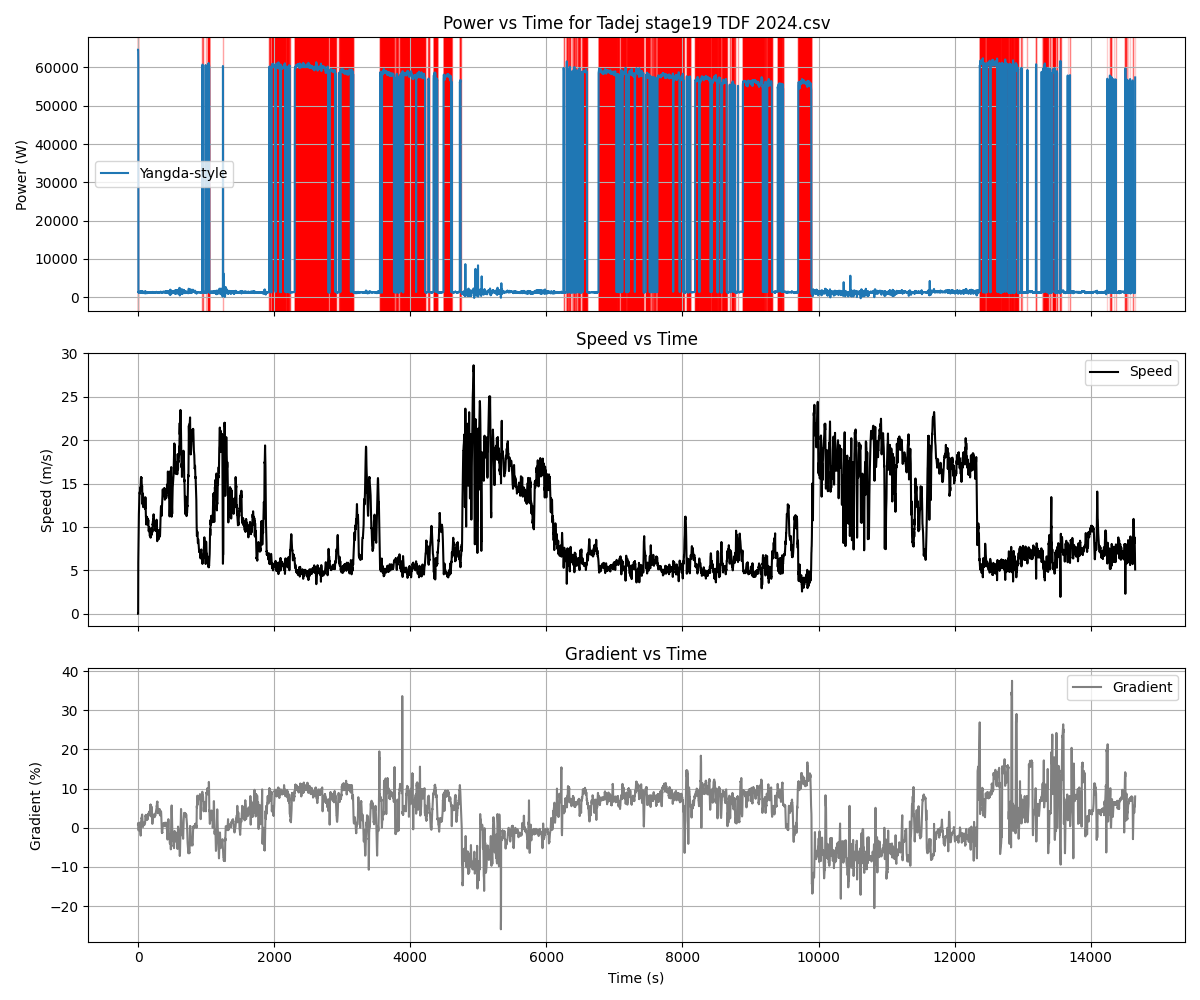 Power vs Time for Tadej stage19 TDF 2024.csv
Power (W)
60000
50000
40000
30000
20000
10000
0
Yangda-style
Speed vs Time
Speed (m/s)
30
25
20
15
10
5
0
Speed
Gradient vs Time
Gradient (%)
40
30
20
10
0
−10
−20
Gradient
0 2000 4000 6000 8000 10000 12000 14000
Time (s)